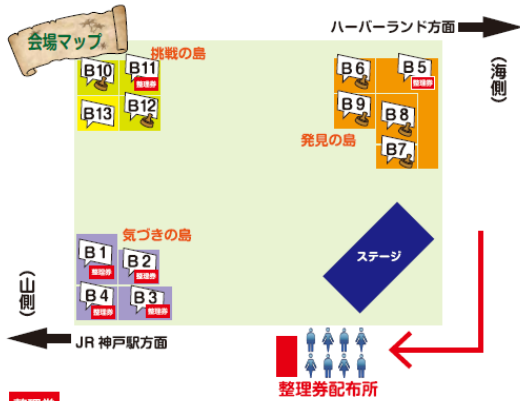 会場マップ
ハーバーランド方面
(海側)
挑戦の島
B10
B11
整理券
B13
B12
B6
B5
整理券
B9
B8
B7
発見の島
気づきの島
B1
整理券
B2
整理券
B4
整理券
B3
整理券
ステージ
(山側)
JR 神戸駅方面
整理券配布所